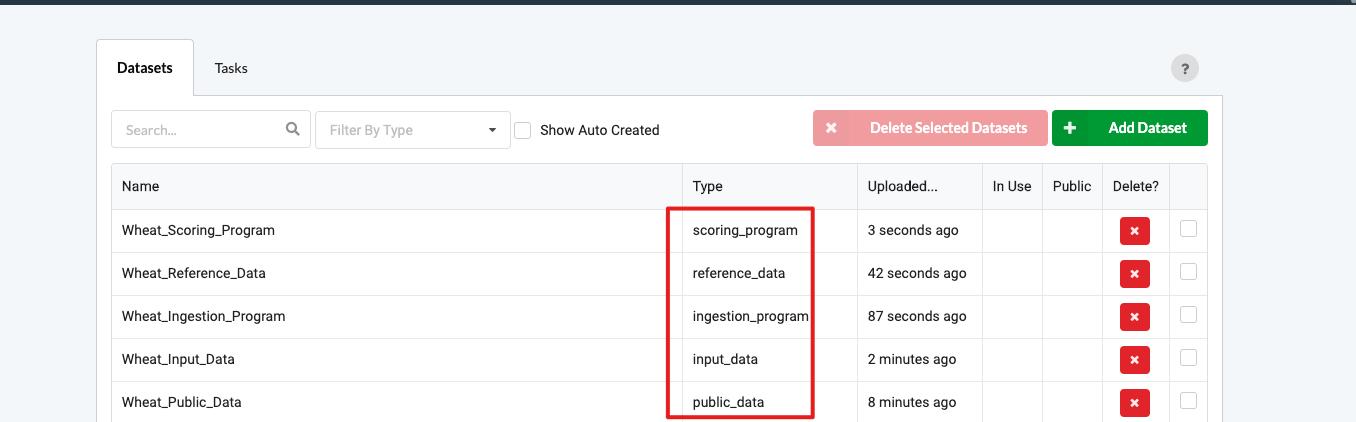 Datasets Tasks ?
Search... Filter By Type Show Auto Created Delete Selected Datasets Add Dataset
Name Type Uploaded... In Use Public Delete?
Wheat_Scoring_Program scoring_program 3 seconds ago
Wheat_Reference_Data reference_data 42 seconds ago
Wheat_Ingestion_Program ingestion_program 87 seconds ago
Wheat_Input_Data input_data 2 minutes ago
Wheat_Public_Data public_data 8 minutes ago